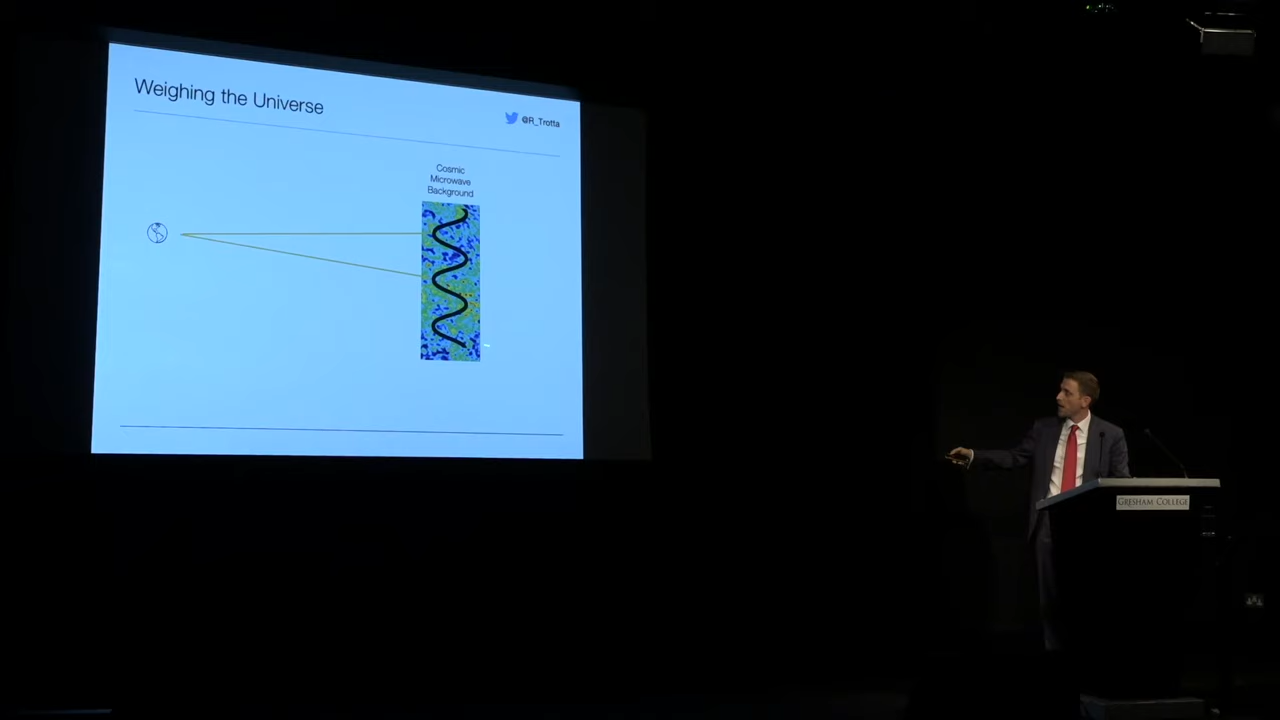 Weighing the Universe
@R_Trotta
Cosmic
Microwave
Background
GRESHAM COLLEGE